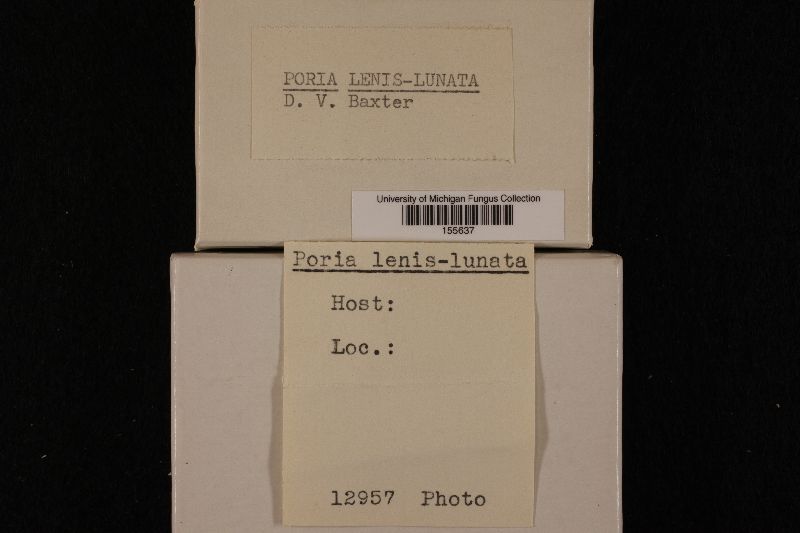 PORIA LENIS-LUNATA
D. V. Baxter
University of Michigan Fungus Collection
155637
Poria lenis-lunata
Host:
Loc.:
12957 Photo